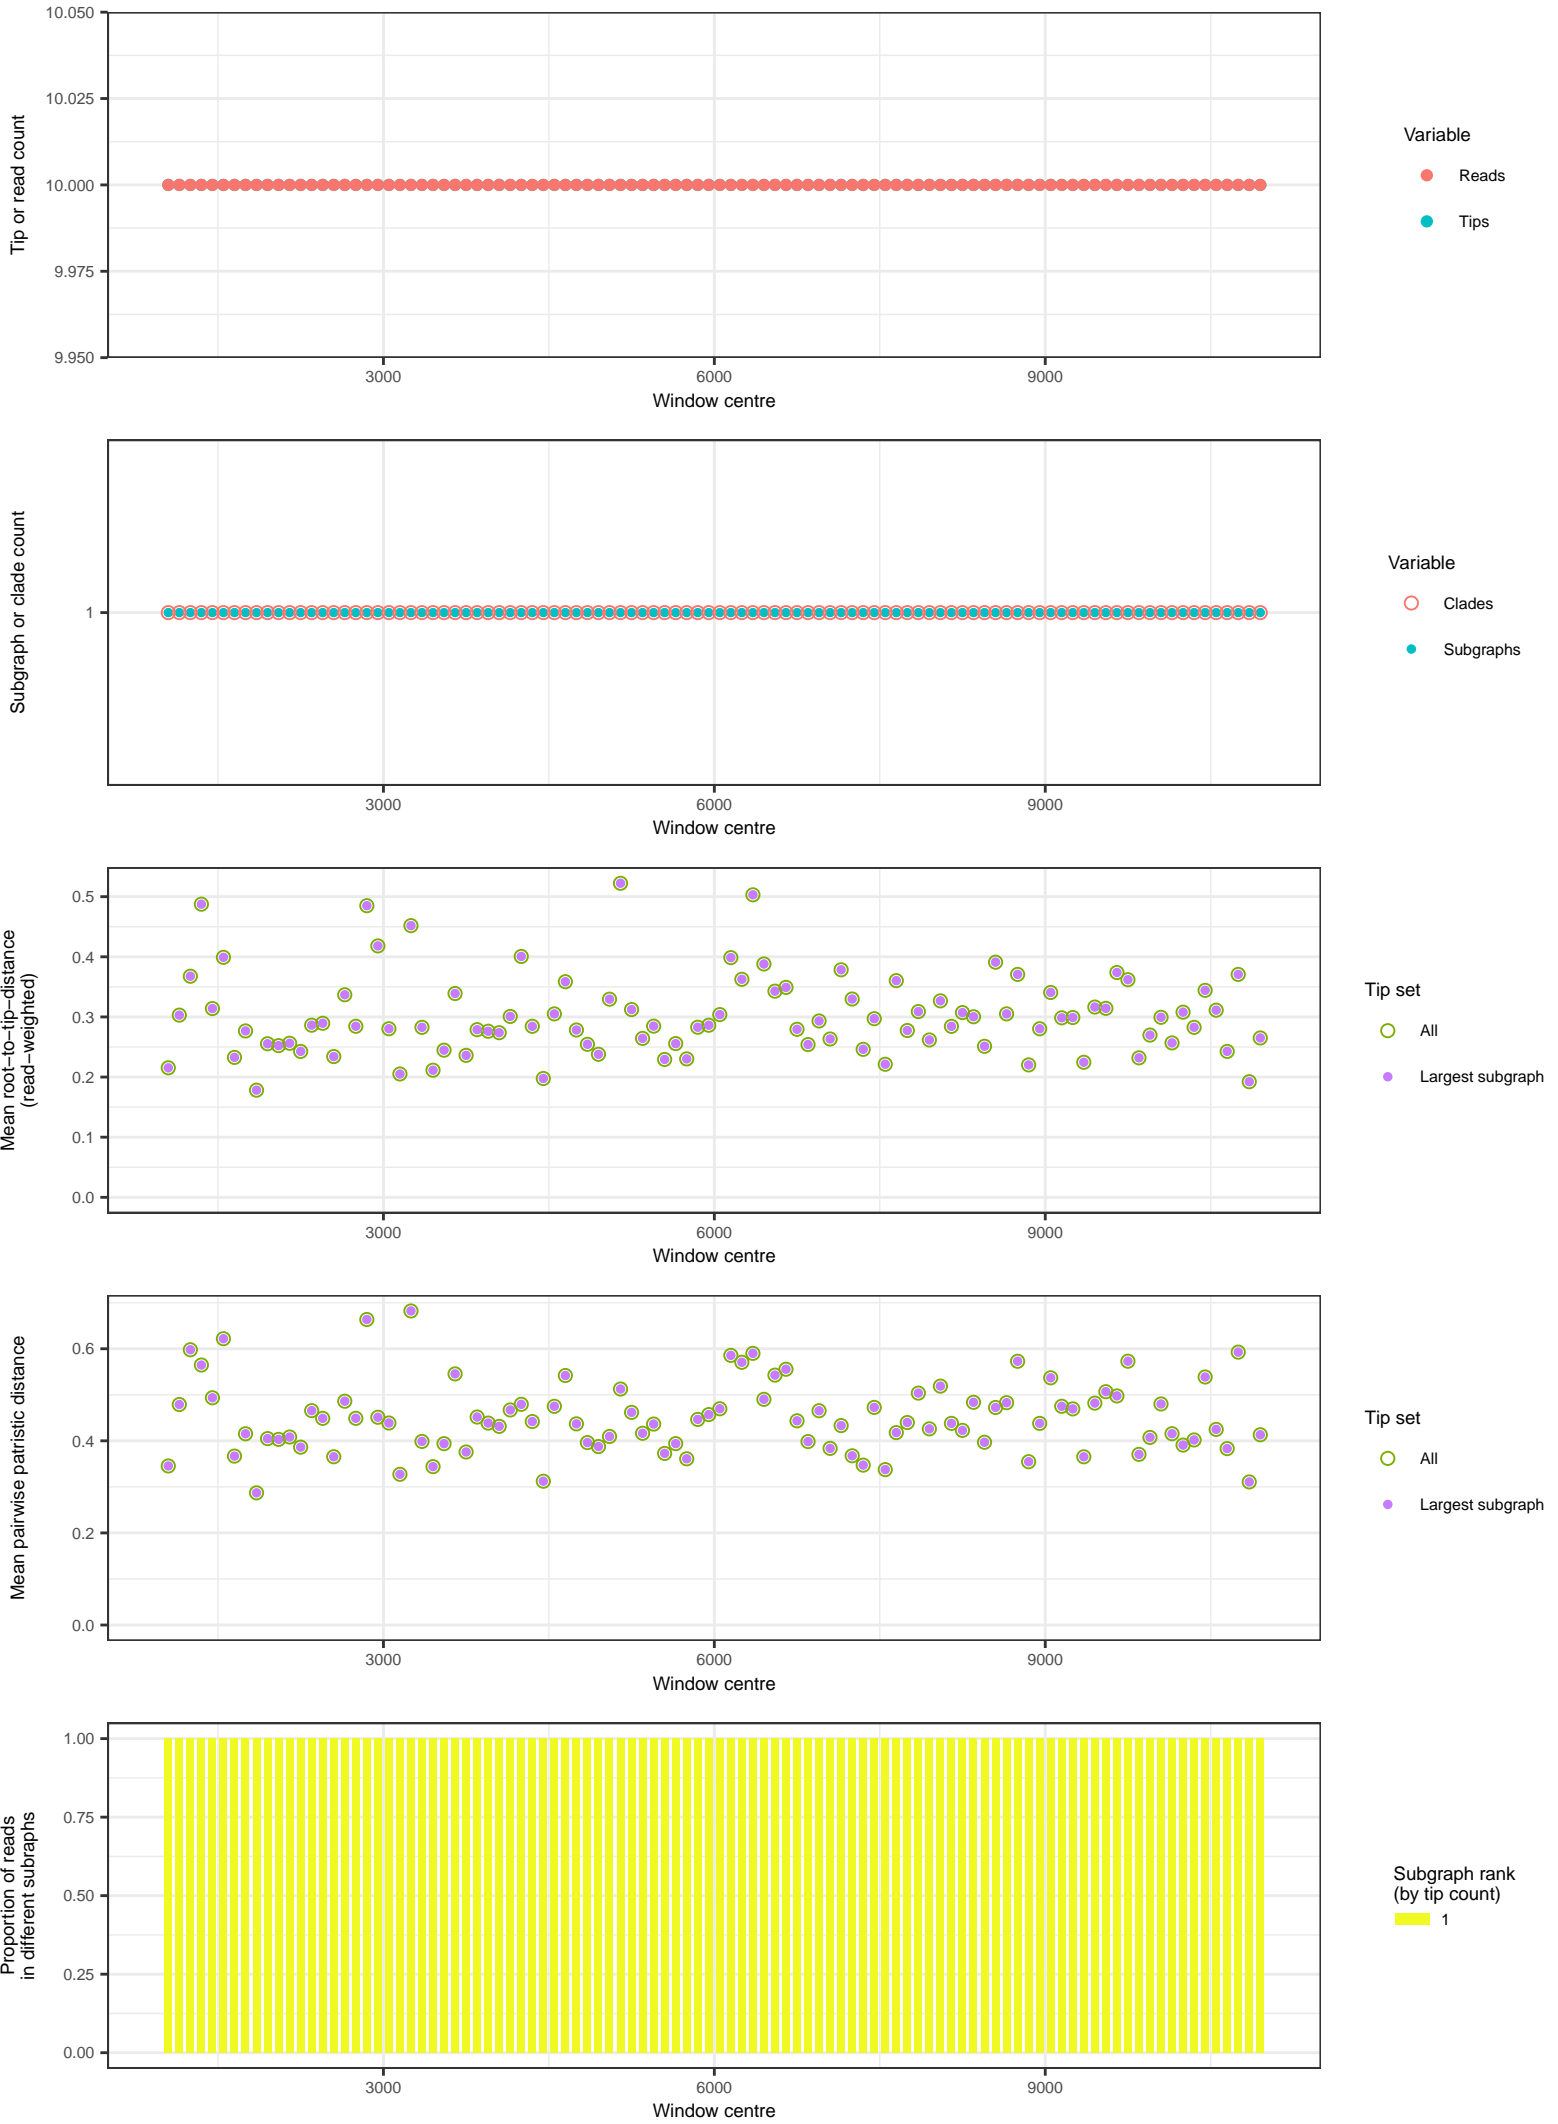 10.050
10.025
10.000
9.975
9.950
Tip or read count
3000
6000
9000
Window centre
Variable
Reads
Tips
1
Subgraph or clade count
3000
6000
9000
Window centre
Variable
Clades
Subgraphs
0.5
0.4
0.3
0.2
0.1
0.0
Mean root−to−tip−distance
(read−weighted)
3000
6000
9000
Window centre
Tip set
All
Largest subgraph
0.6
0.4
0.2
0.0
Mean pairwise patristic distance
3000
6000
9000
Window centre
Tip set
All
Largest subgraph
1.00
0.75
0.50
0.25
0.00
Proportion of reads
in different subraphs
3000
6000
9000
Window centre
Subgraph rank
(by tip count)
1